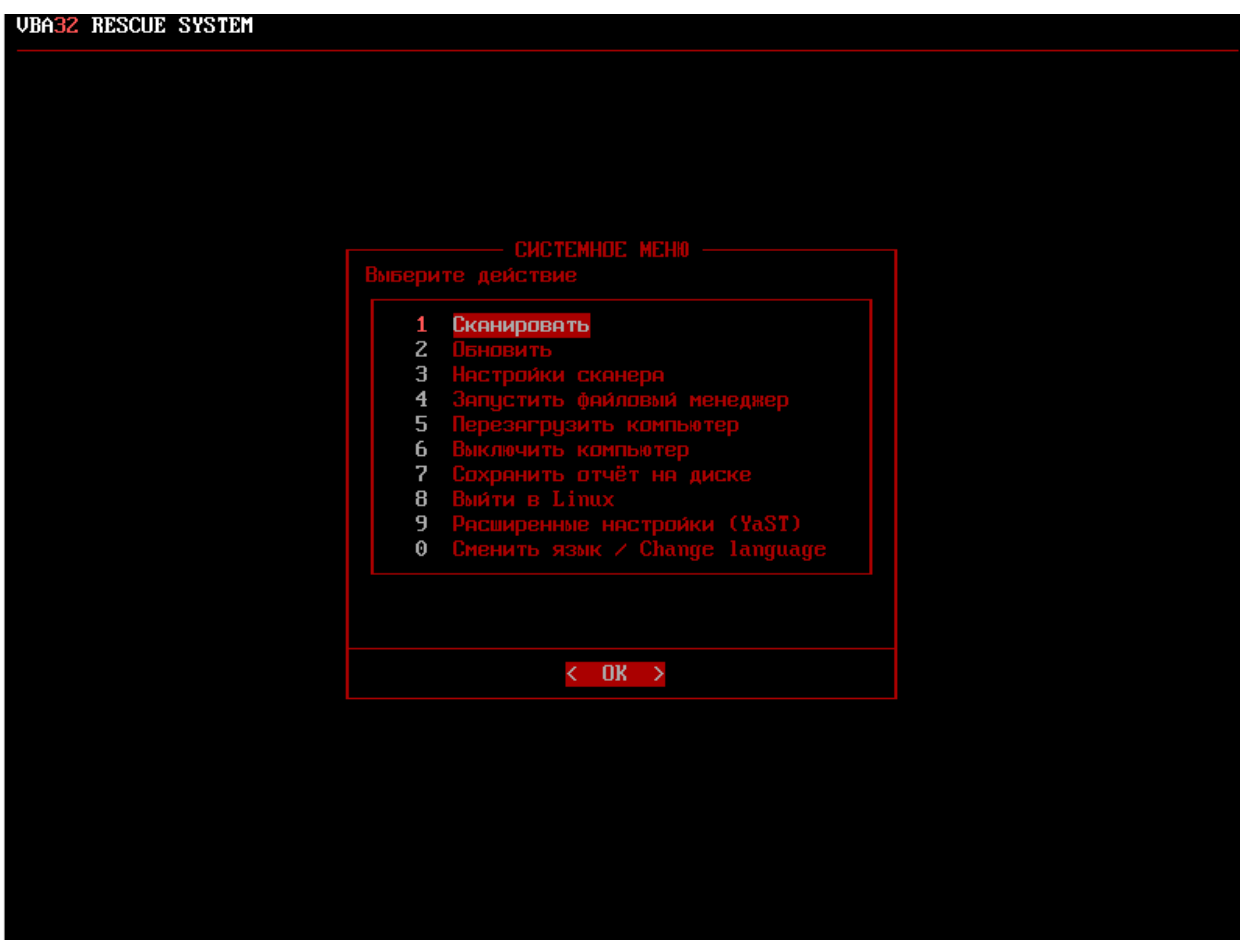 VBA32 RESCUE SYSTEM
СИСТЕМНОЕ МЕНЮ
Выберите действие
1 Сканировать
2 Обновить
3 Настройки сканера
4 Запустить файловый менеджер
5 Перезагрузить компьютер
6 Выключить компьютер
7 Сохранить отчёт на диске
8 Выйти в Linux
9 Расширенные настройки (YaST)
0 Сменить язык / Change language
< OK >